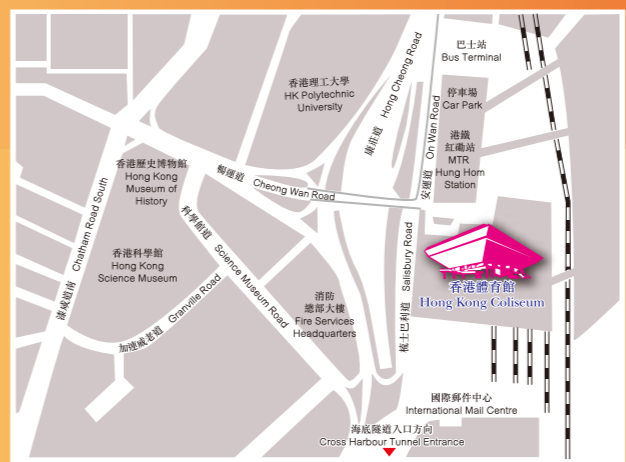 巴士站
Bus Terminal
香港理工大學
HK Polytechnic
University
康莊道 Hong Cheong Road
停車場
Car Park
安運道 On Wan Road
港鐵
紅磡站
MTR
Hung Hom
Station
香港歷史博物館
Hong Kong
Museum of
History
暢運道 Cheong Wan Road
漆咸道南 Chatham Road South
科學館道 Science Museum Road
香港科學館
Hong Kong
Science Museum
加連威老道 Granville Road
梳士巴利道 Salisbury Road
香港體育館
Hong Kong Coliseum
消防
總部大樓
Fire Services
Headquarters
國際郵件中心
International Mail Centre
海底隧道入口方向
Cross Harbour Tunnel Entrance